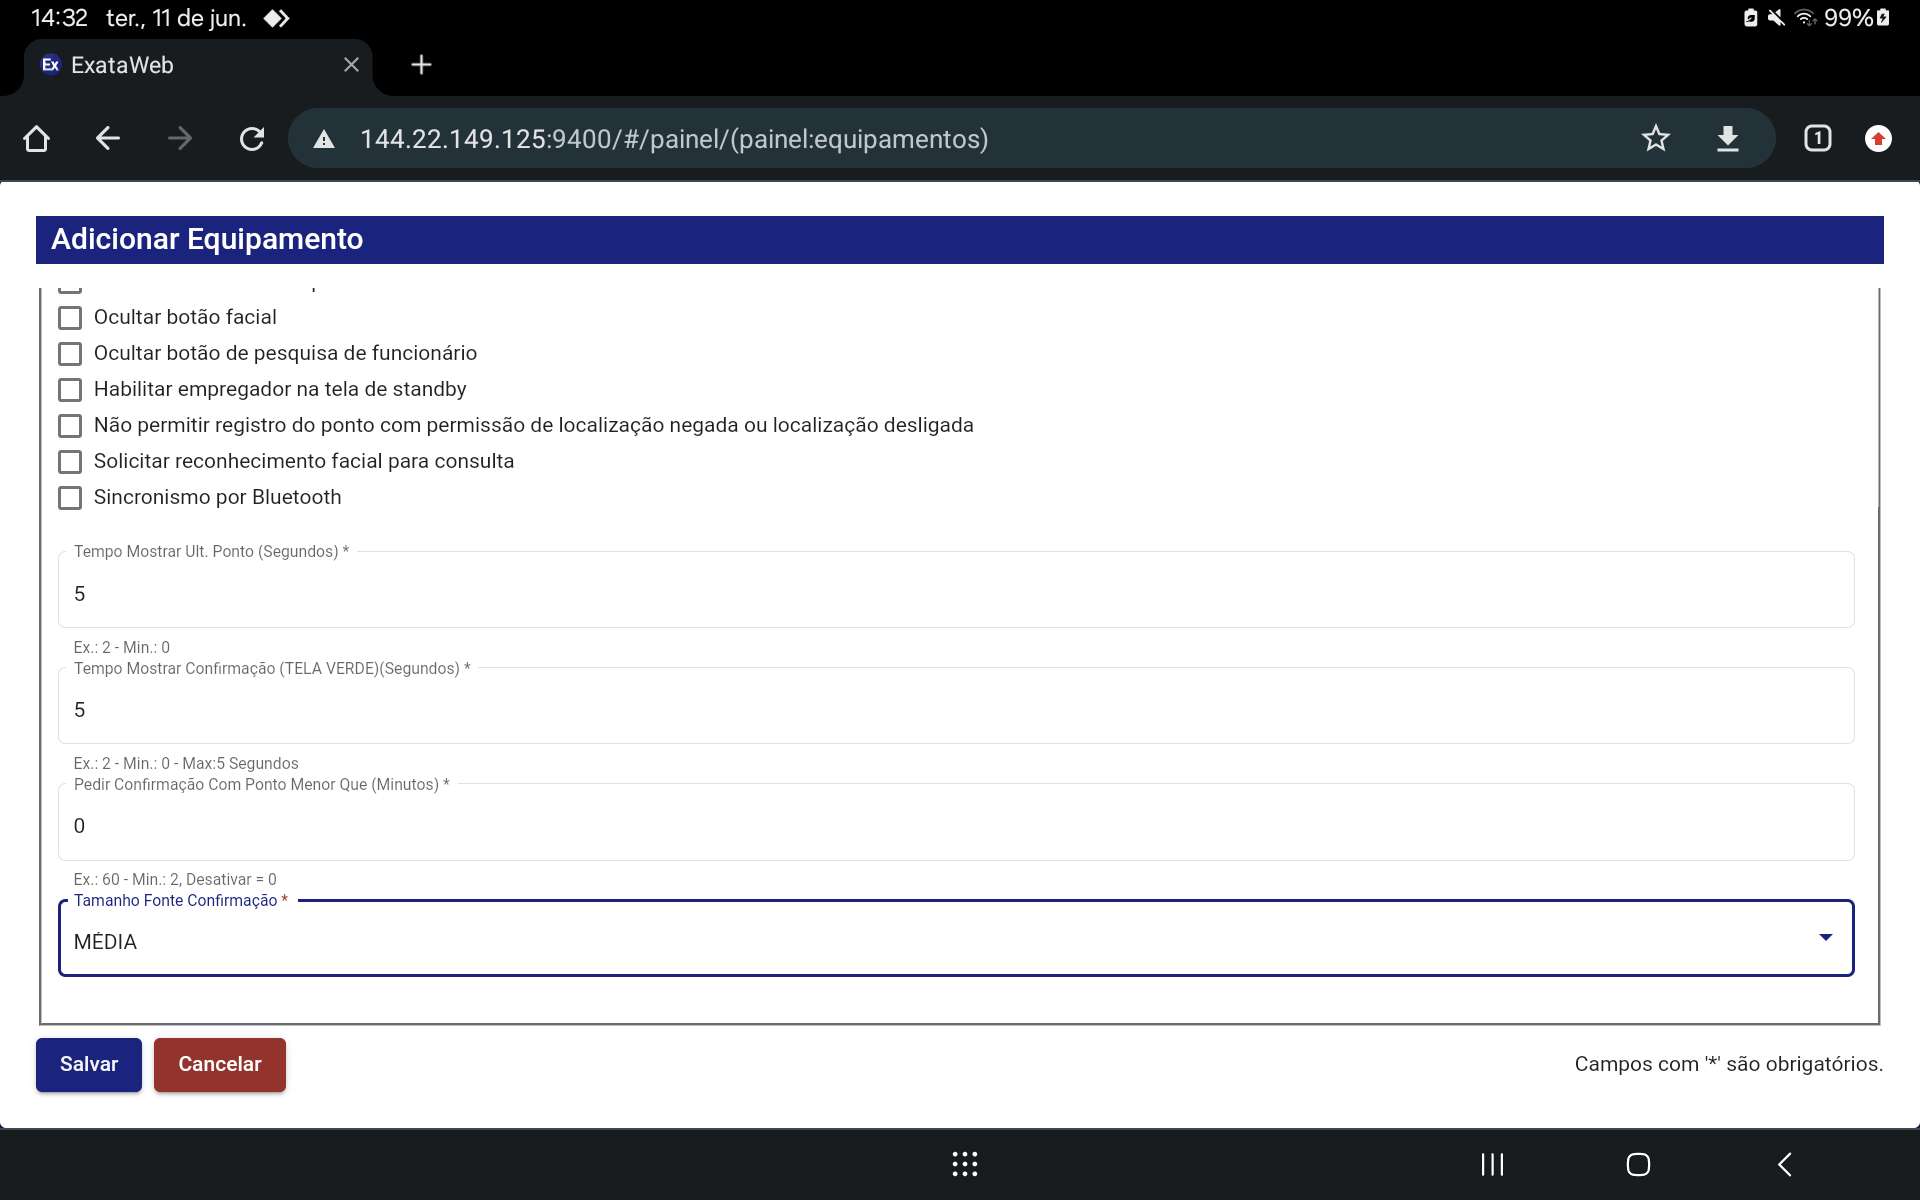 14:32 ter., 11 de jun.
99%
Ex ExataWeb
144.22.149.125:9400/#/painel/(painel:equipamentos)
1
Adicionar Equipamento
Ocultar botão facial
Ocultar botão de pesquisa de funcionário
Habilitar empregador na tela de standby
Não permitir registro do ponto com permissão de localização negada ou localização desligada
Solicitar reconhecimento facial para consulta
Sincronismo por Bluetooth
Tempo Mostrar Ult. Ponto (Segundos) *
5
Ex.: 2 - Min.: 0
Tempo Mostrar Confirmação (TELA VERDE)(Segundos) *
5
Ex.: 2 - Min.: 0 - Max:5 Segundos
Pedir Confirmação Com Ponto Menor Que (Minutos) *
0
Ex.: 60 - Min.: 2, Desativar = 0
Tamanho Fonte Confirmação *
MÉDIA
Salvar
Cancelar
Campos com '*' são obrigatórios.